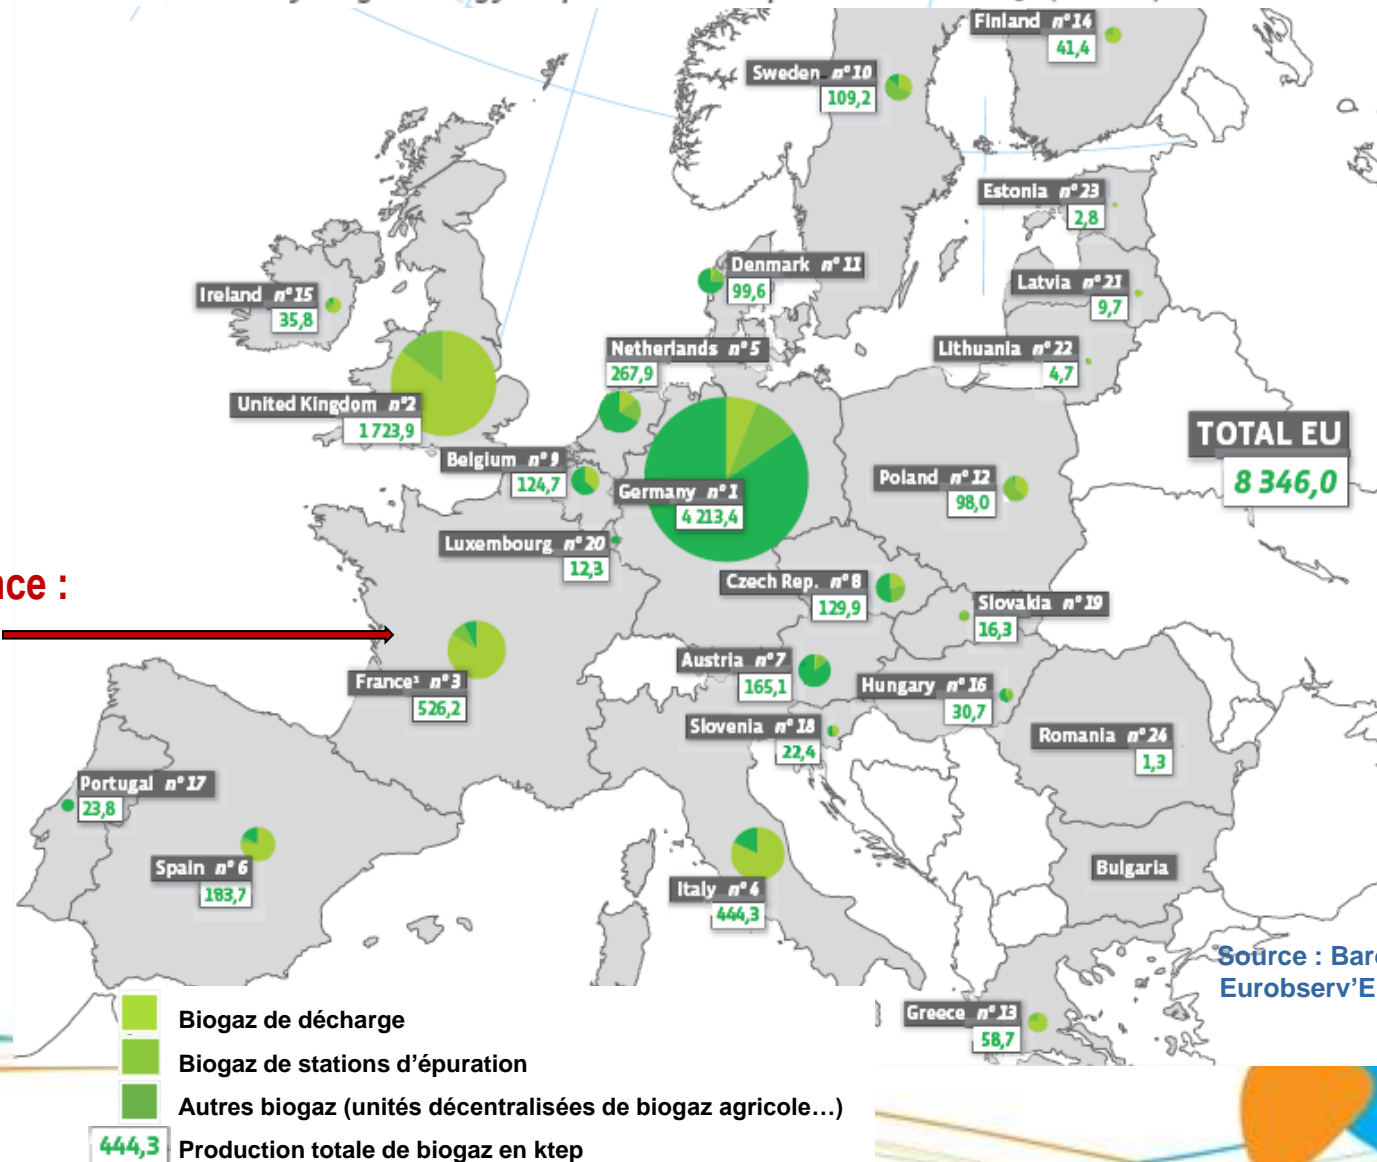 Finland n°14
41,4
Sweden n°10
109,2
Estonia n°23
2,8
Denmark n°11
99,6
Latvia n°21
9,7
Ireland n°15
35,8
Netherlands n°5
267,9
Lithuania n°22
4,7
United Kingdom n°2
1 723,9
TOTAL EU
8 346,0
Belgium n°9
124,7
Germany n°1
4 213,4
Poland n°12
98,0
Luxembourg n°20
12,3
Czech Rep. n°8
129,9
nce :
Slovakia n°19
16,3
Austria n°7
165,1
France¹ n°3
526,2
Hungary n°16
30,7
Slovenia n°18
22,4
Romania n°24
1,3
Portugal n°17
23,8
Spain n°6
183,7
Bulgaria
Italy n°4
444,3
Source : Bar
Eurobserv'E
Greece n°13
58,7
Biogaz de décharge
Biogaz de stations d'épuration
Autres biogaz (unités décentralisées de biogaz agricole…)
444,3 Production totale de biogaz en ktep